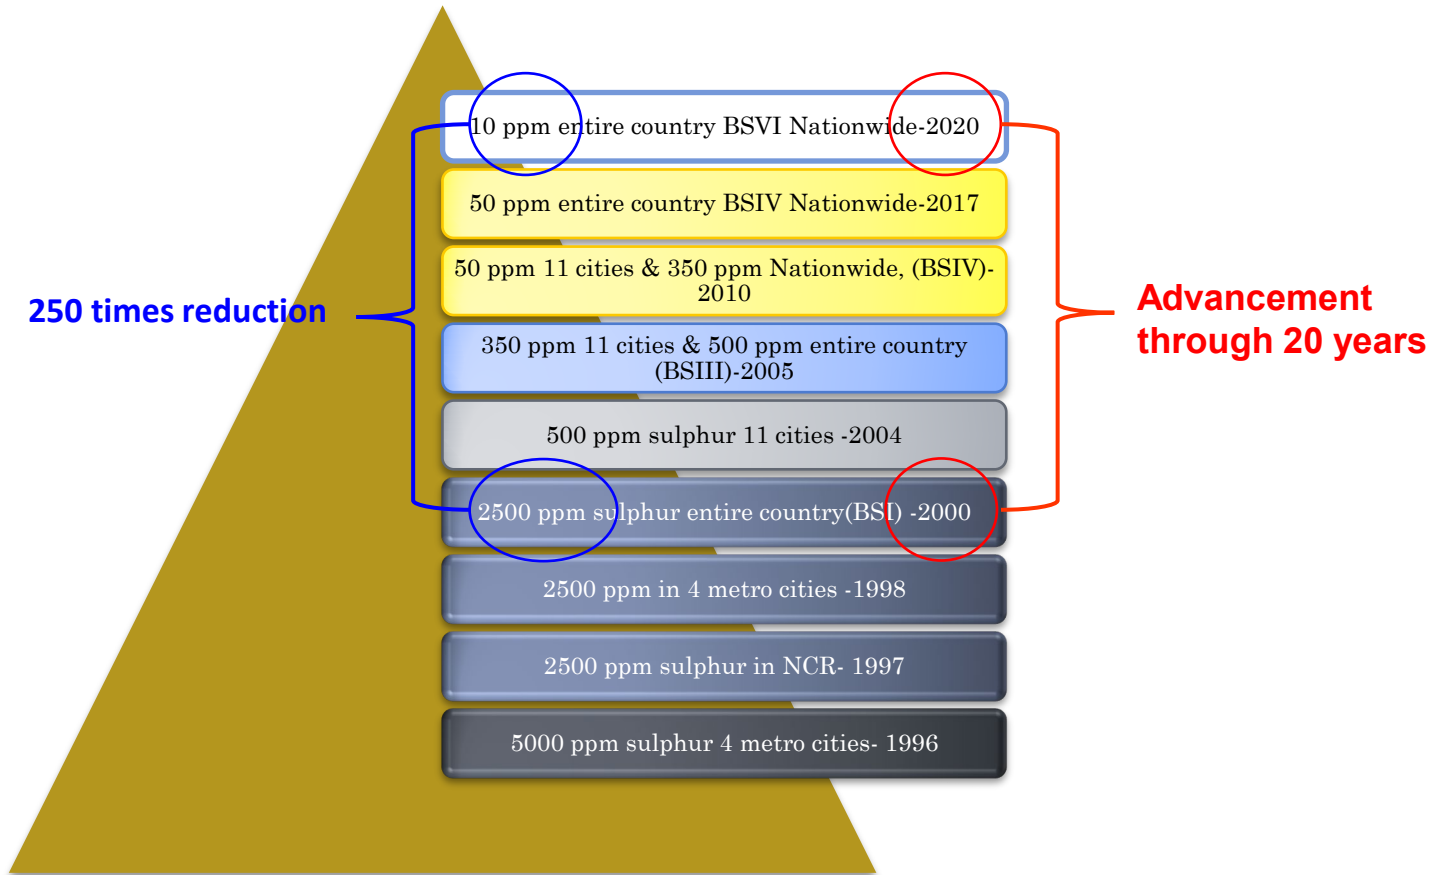 10 ppm entire country BSVI Nationwide-2020
50 ppm entire country BSIV Nationwide-2017
50 ppm 11 cities & 350 ppm Nationwide, (BSIV)-
2010
250 times reduction
Advancement
through 20 years
350 ppm 11 cities & 500 ppm entire country
(BSIII)-2005
500 ppm sulphur 11 cities -2004
2500 ppm sulphur entire country(BSI) -2000
2500 ppm in 4 metro cities -1998
2500 ppm sulphur in NCR- 1997
5000 ppm sulphur 4 metro cities- 1996